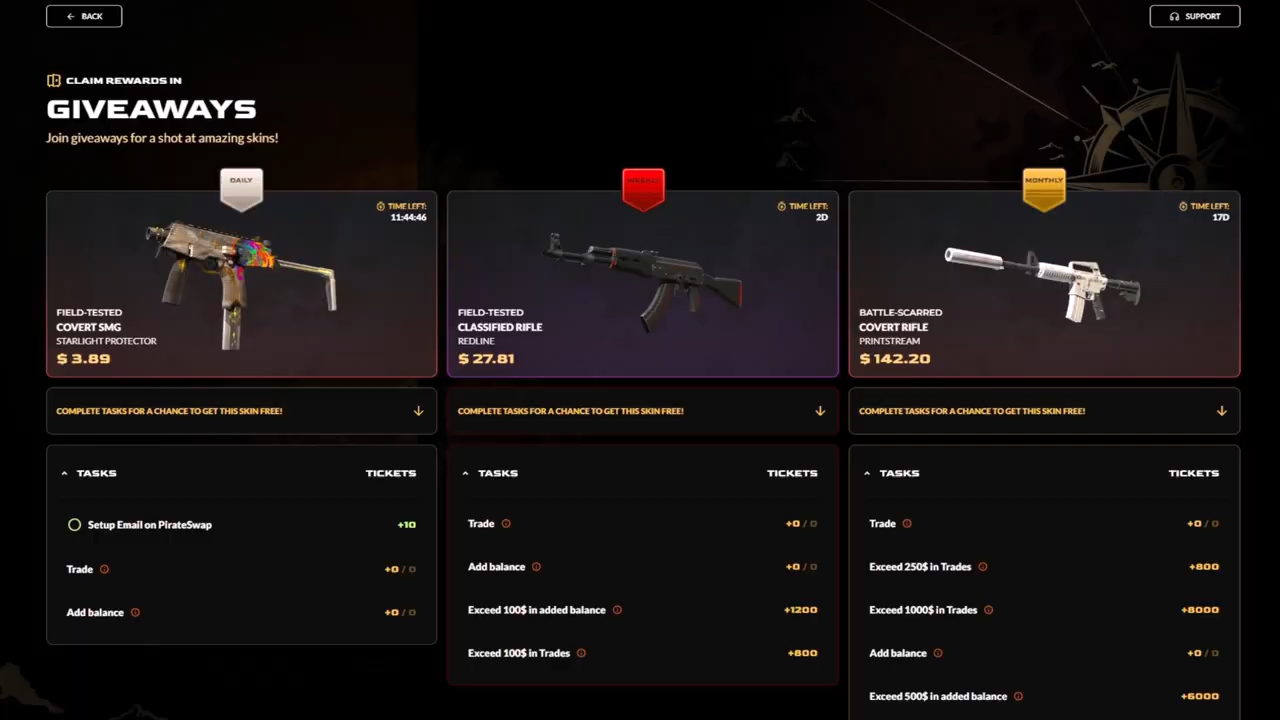 BACK
SUPPORT
CLAIM REWARDS IN
GIVEAWAYS
Join giveaways for a shot at amazing skins!
DAILY
TIME LEFT:
11:44:46
FIELD-TESTED
COVERT SMG
STARLIGHT PROTECTOR
$ 3.89
WEEKLY
TIME LEFT:
2D
FIELD-TESTED
CLASSIFIED RIFLE
REDLINE
$ 27.81
MONTHLY
TIME LEFT:
17D
BATTLE-SCARRED
COVERT RIFLE
PRINTSTREAM
$ 142.20
COMPLETE TASKS FOR A CHANCE TO GET THIS SKIN FREE!
COMPLETE TASKS FOR A CHANCE TO GET THIS SKIN FREE!
COMPLETE TASKS FOR A CHANCE TO GET THIS SKIN FREE!
TASKS TICKETS
Setup Email on PirateSwap +10
Trade +0 / 0
Add balance +0 / 0
TASKS TICKETS
Trade +0 / 0
Add balance +0 / 0
Exceed 100$ in added balance +1200
Exceed 100$ in Trades +800
TASKS TICKETS
Trade +0 / 0
Exceed 250$ in Trades +800
Exceed 1000$ in Trades +8000
Add balance +0 / 0
Exceed 500$ in added balance +6000